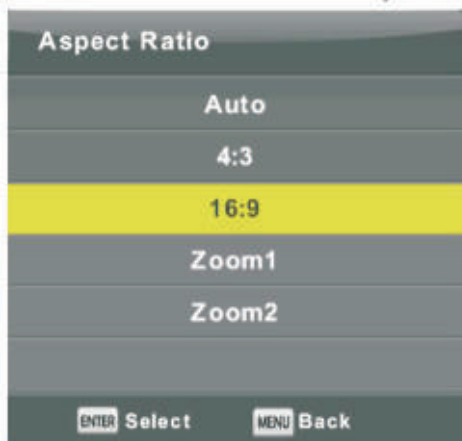 Aspect Ratio
Auto
4:3
16:9
Zoom1
Zoom2
ENTER Select MENU Back